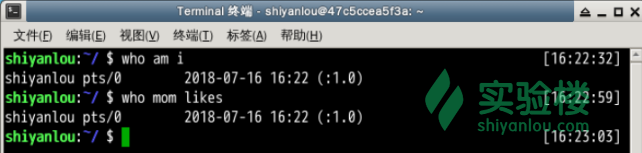 Terminal 终端 - shiyanlou@47c5ccea5f3a: ~
文件(F) 编辑(E) 视图(V) 终端(T) 标签(A) 帮助(H)
shiyanlou:~/ $ who am i [16:22:32]
shiyanlou pts/0 2018-07-16 16:22 (:1.0)
shiyanlou:~/ $ who mom likes [16:22:59]
shiyanlou pts/0 2018-07-16 16:22 (:1.0)
shiyanlou:~/ $ [16:23:03]
实验楼
shiyanlou.com